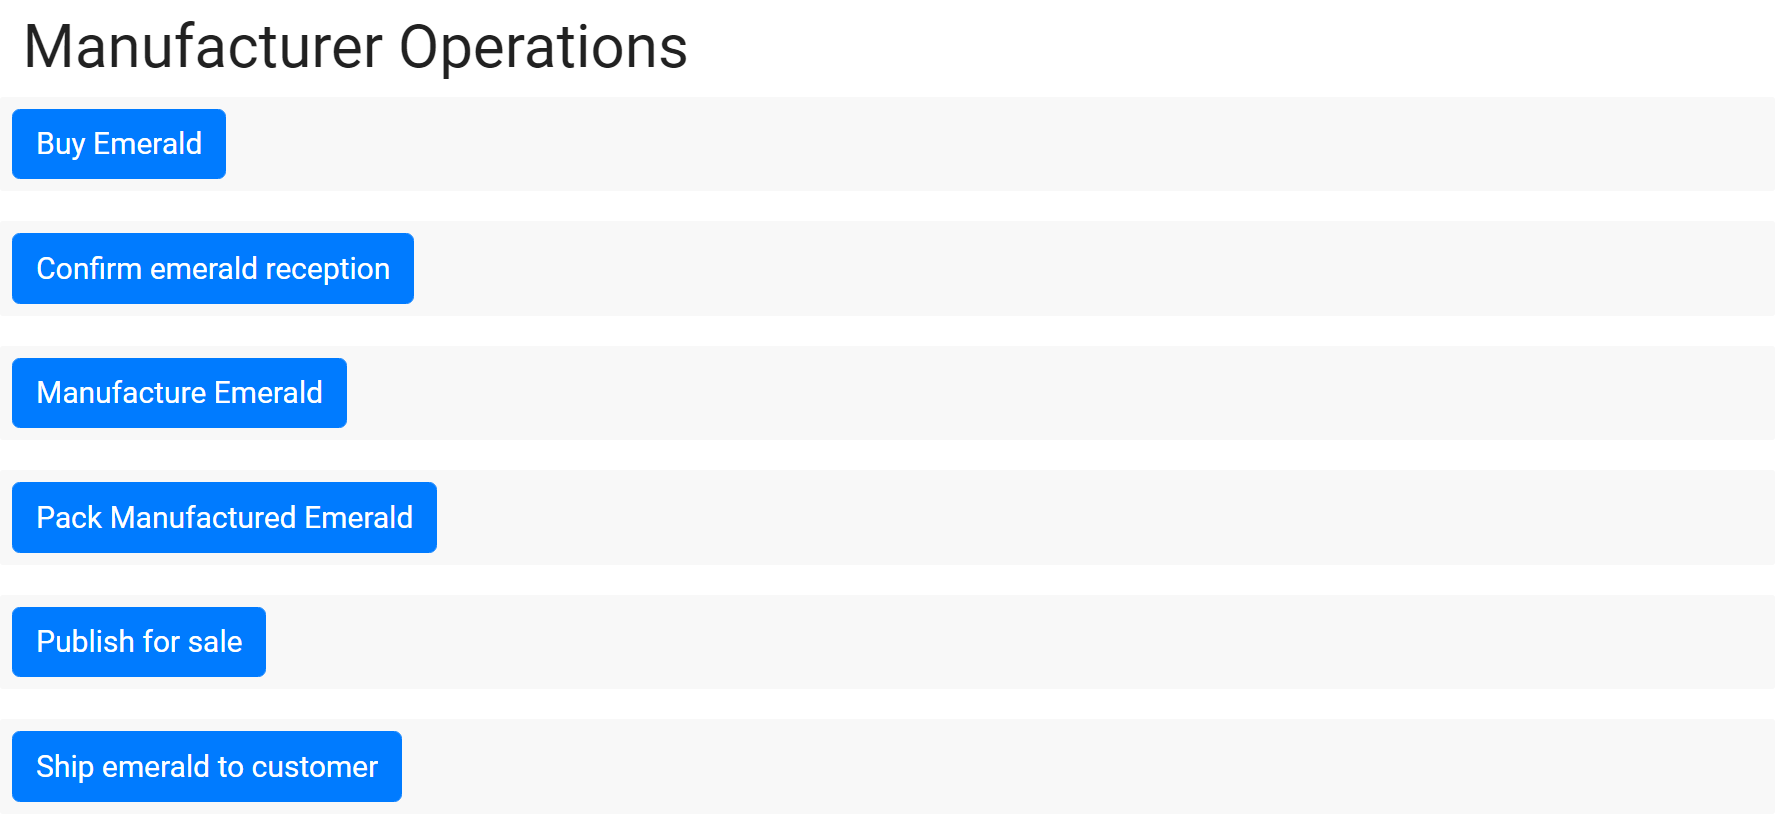 Manufacturer Operations
Buy Emerald
Confirm emerald reception
Manufacture Emerald
Pack Manufactured Emerald
Publish for sale
Ship emerald to customer